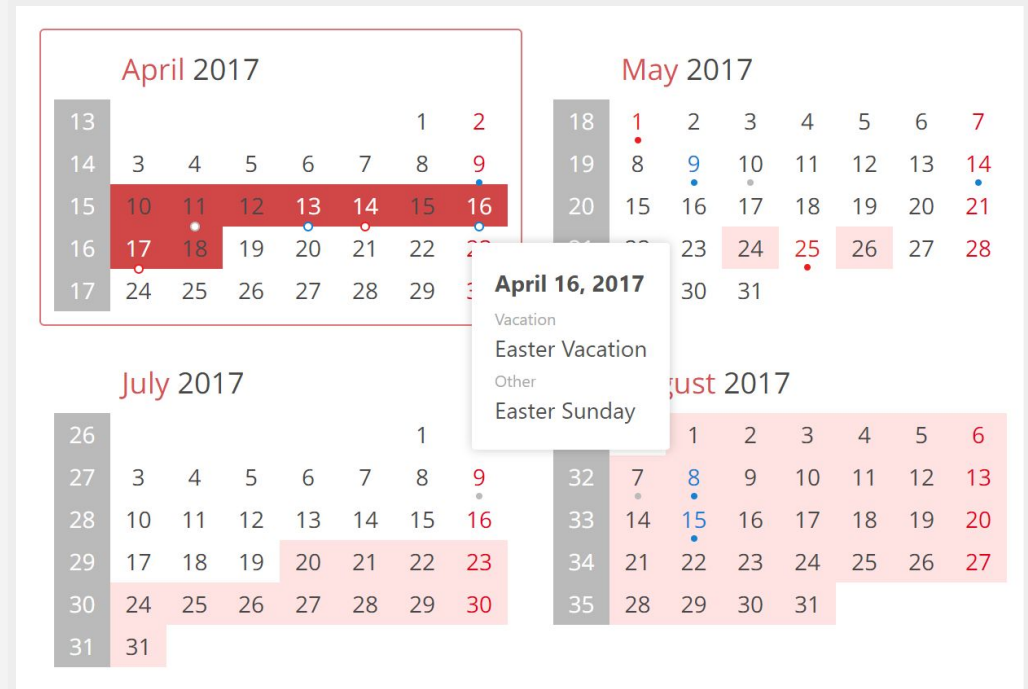 April 2017
13 1 2
14 3 4 5 6 7 8 9
15 10 11 12 13 14 15 16
16 17 18 19 20 21 22
17 24 25 26 27 28 29
May 2017
18 1 2 3 4 5 6 7
19 8 9 10 11 12 13 14
20 15 16 17 18 19 20 21
23 24 25 26 27 28
30 31
April 16, 2017
Vacation
Easter Vacation
Other
Easter Sunday
July 2017
26 1
27 3 4 5 6 7 8 9
28 10 11 12 13 14 15 16
29 17 18 19 20 21 22 23
30 24 25 26 27 28 29 30
31 31
2017
1 2 3 4 5 6
32 7 8 9 10 11 12 13
33 14 15 16 17 18 19 20
34 21 22 23 24 25 26 27
35 28 29 30 31